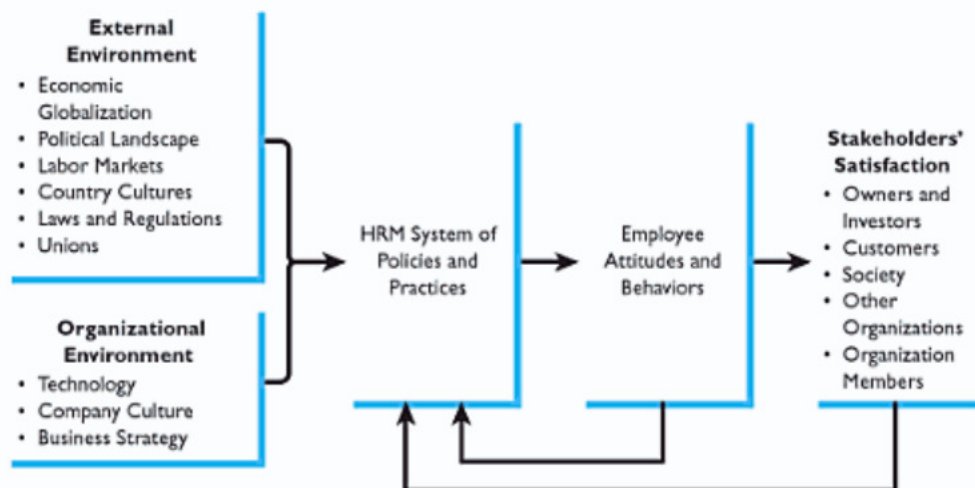 External
Environment
• Economic
Globalization
• Political Landscape
• Labor Markets
• Country Cultures
• Laws and Regulations
• Unions
Organizational
Environment
• Technology
• Company Culture
• Business Strategy
HRM System of
Policies and
Practices
Employee
Attitudes and
Behaviors
Stakeholders'
Satisfaction
• Owners and
Investors
• Customers
• Society
• Other
Organizations
• Organization
Members